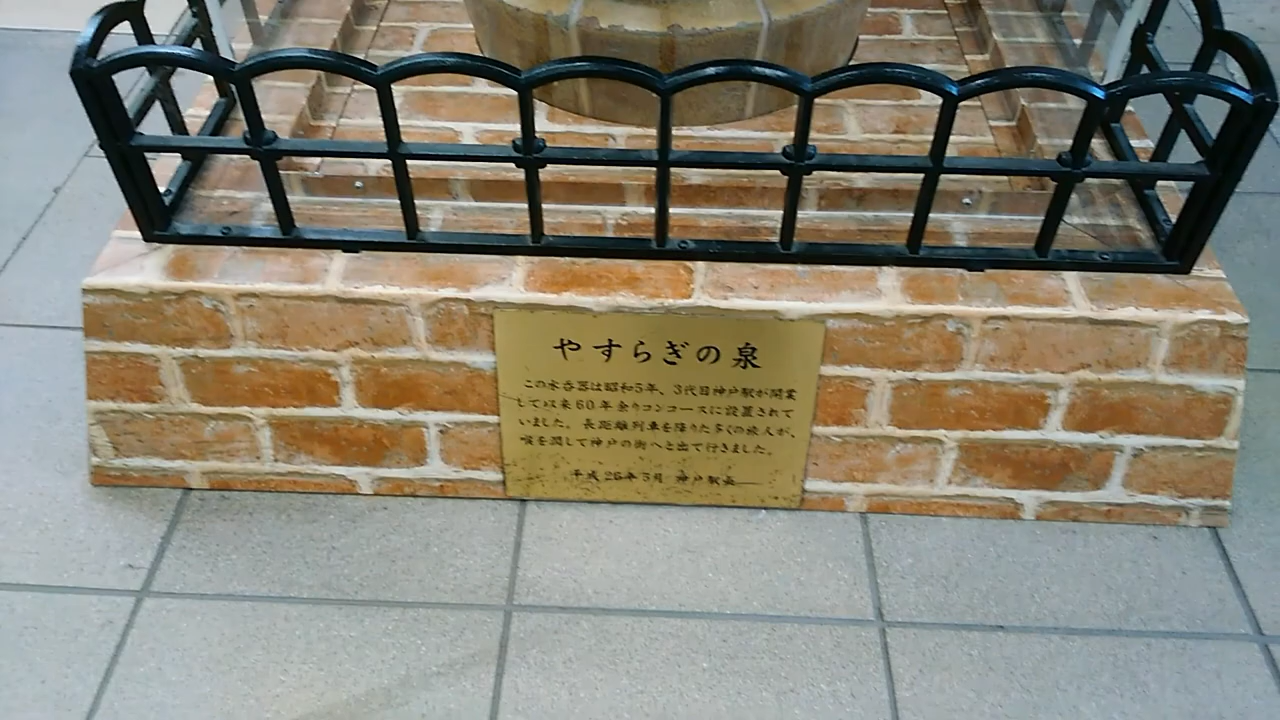 やすらぎの泉
この水呑器は昭和5年、3代目神戸駅が開業
して以来60年余りコンコースに設置されて
いました。長距離列車を降りた多くの旅人が、
喉を潤して神戸の街へと出て行きました。
平成26年3月 神戸駅長